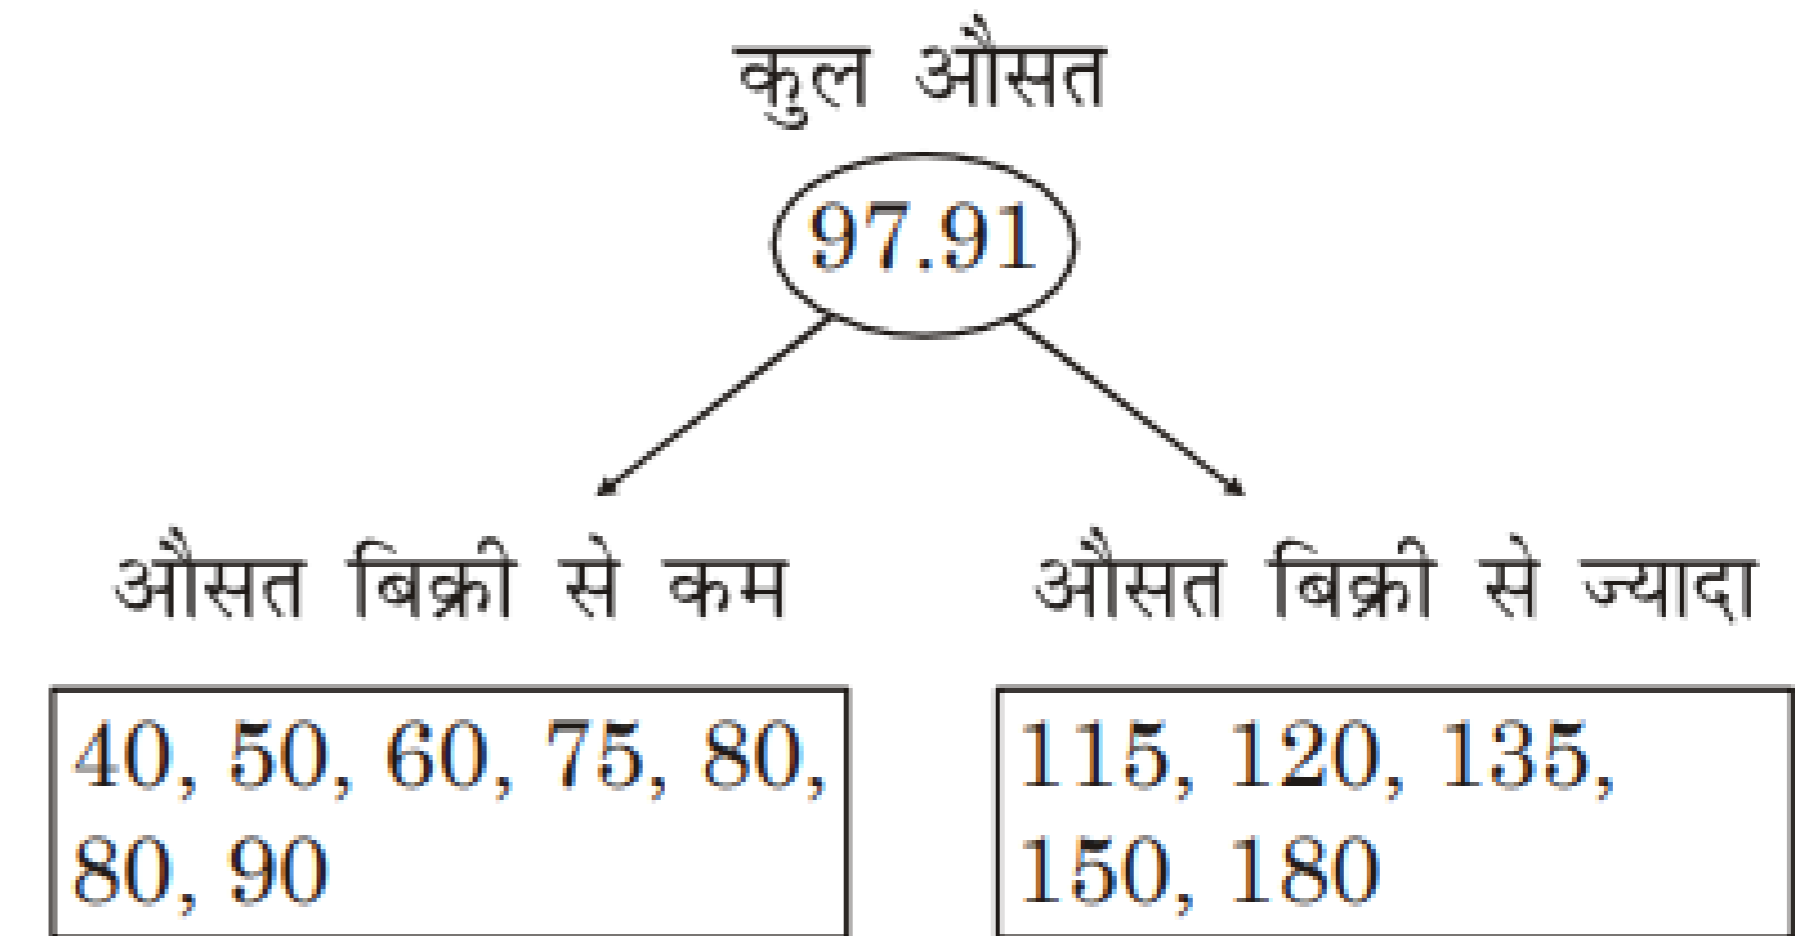 कुल औसत
97.91
औसत बिक्री से कम
औसत बिक्री से ज्यादा
40, 50, 60, 75, 80,
80, 90
115, 120, 135,
150, 180